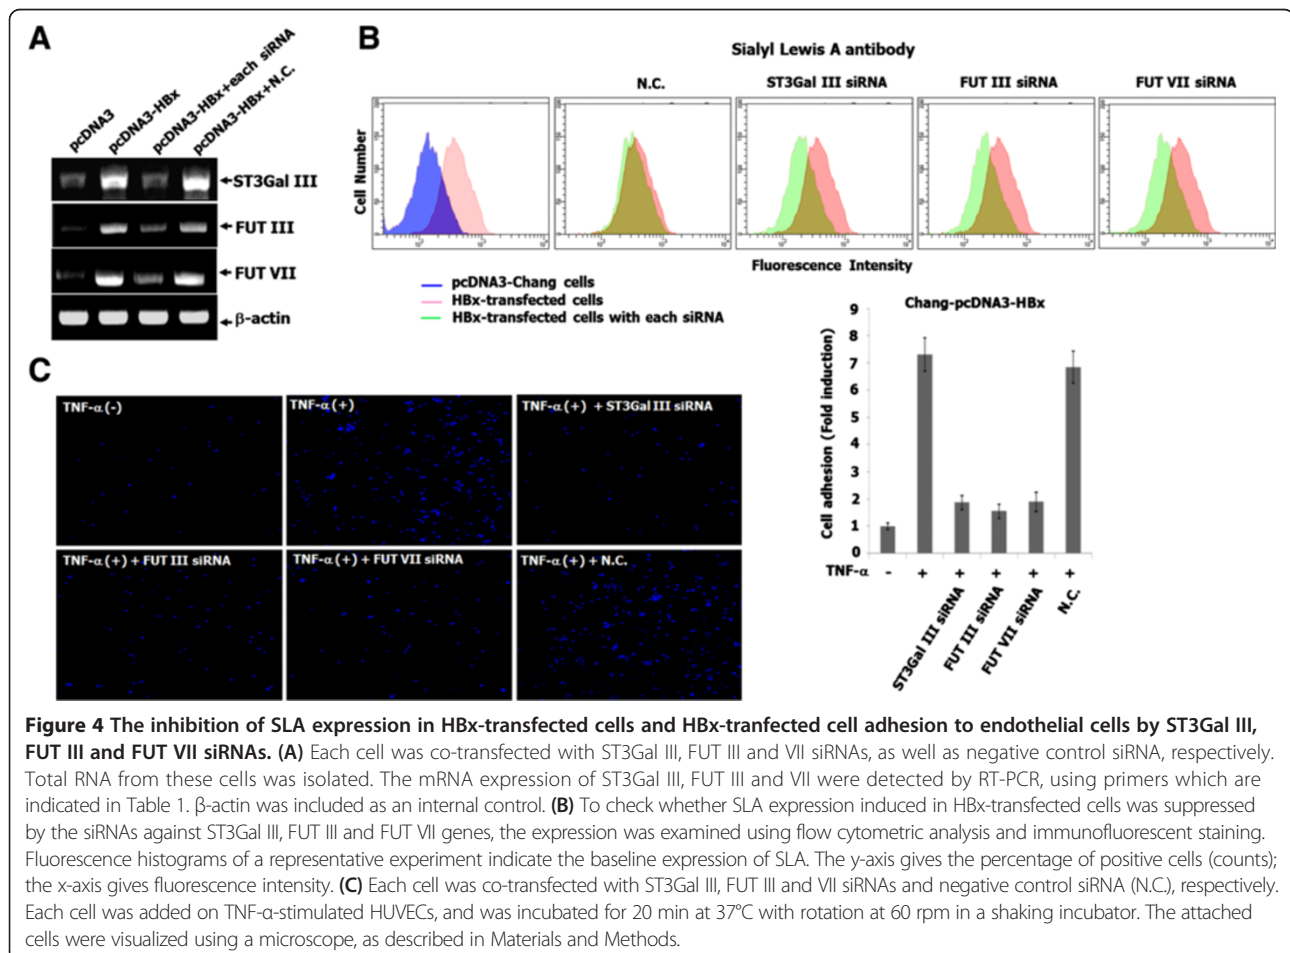 A
pcDNA3
pcDNA3-HBx
pcDNA3-HBx+each siRNA
pcDNA3-HBx+N.C.
ST3Gal III
FUT III
FUT VII
β-actin
B
Sialyl Lewis A antibody
N.C.
ST3Gal III siRNA
FUT III siRNA
FUT VII siRNA
Cell Number
Fluorescence Intensity
pcDNA3-Chang cells
HBx-transfected cells
HBx-transfected cells with each siRNA
C
TNF-α (-)
TNF-α (+)
TNF-α (+) + ST3Gal III siRNA
TNF-α (+) + FUT III siRNA
TNF-α (+) + FUT VII siRNA
TNF-α (+) + N.C.
Chang-pcDNA3-HBx
Cell adhesion (Fold induction)
9
8
7
6
5
4
3
2
1
0
TNF-α - + + + + +
ST3Gal III siRNA
FUT III siRNA
FUT VII siRNA
N.C.
Figure 4 The inhibition of SLA expression in HBx-transfected cells and HBx-tranfected cell adhesion to endothelial cells by ST3Gal III,
FUT III and FUT VII siRNAs. (A) Each cell was co-transfected with ST3Gal III, FUT III and VII siRNAs, as well as negative control siRNA, respectively.
Total RNA from these cells was isolated. The mRNA expression of ST3Gal III, FUT III and VII were detected by RT-PCR, using primers which are
indicated in Table 1. β-actin was included as an internal control. (B) To check whether SLA expression induced in HBx-transfected cells was suppressed
by the siRNAs against ST3Gal III, FUT III and FUT VII genes, the expression was examined using flow cytometric analysis and immunofluorescent staining.
Fluorescence histograms of a representative experiment indicate the baseline expression of SLA. The y-axis gives the percentage of positive cells (counts);
the x-axis gives fluorescence intensity. (C) Each cell was co-transfected with ST3Gal III, FUT III and VII siRNAs and negative control siRNA (N.C.), respectively.
Each cell was added on TNF-α-stimulated HUVECs, and was incubated for 20 min at 37°C with rotation at 60 rpm in a shaking incubator. The attached
cells were visualized using a microscope, as described in Materials and Methods.